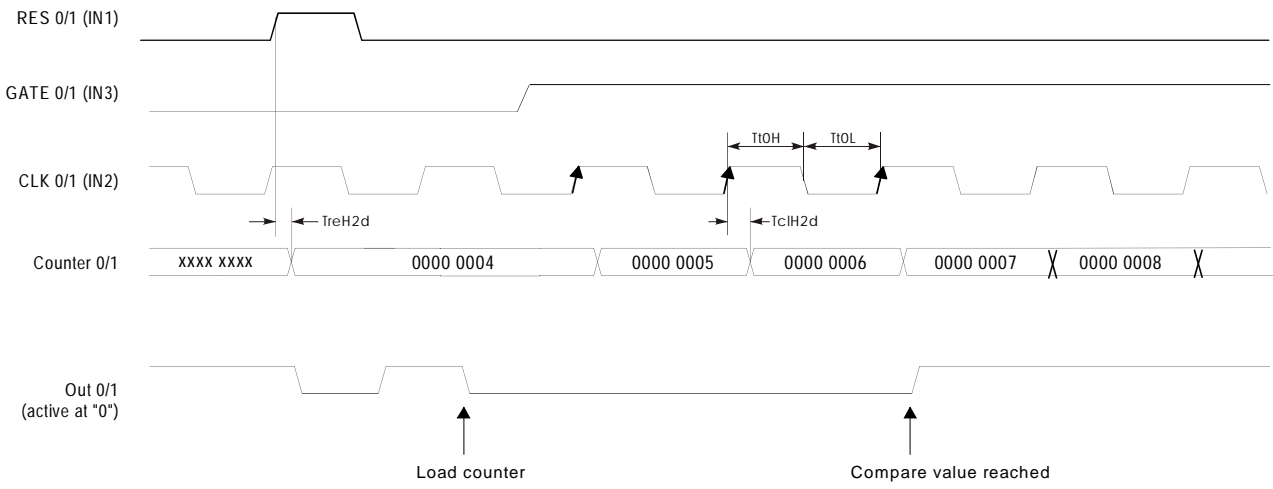 RES 0/1 (IN1)
GATE 0/1 (IN3)
Tt0H
Tt0L
CLK 0/1 (IN2)
TreH2d
TclH2d
Counter 0/1
xxxx xxxx
0000 0004
0000 0005
0000 0006
0000 0007
0000 0008
Out 0/1
(active at "0")
Load counter
Compare value reached